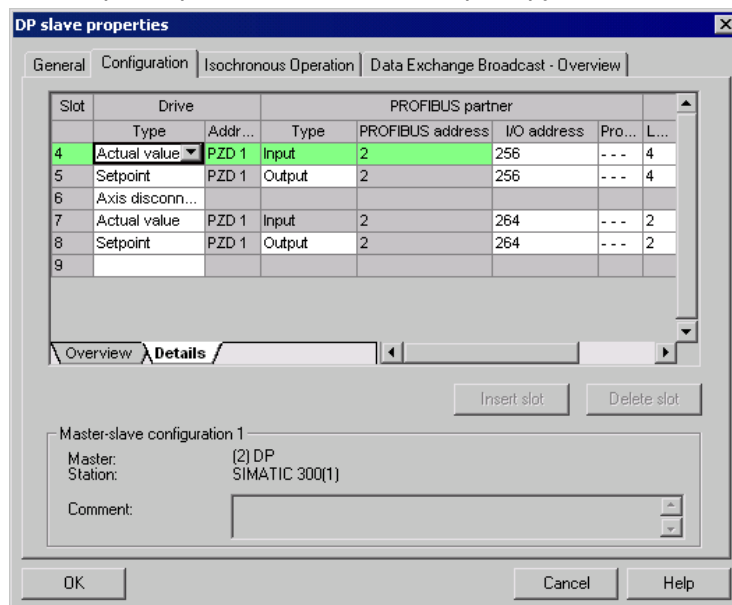 DP slave properties
General Configuration Isochronous Operation Data Exchange Broadcast - Overview
Slot Drive PROFIBUS partner
Type Addr... Type PROFIBUS address I/O address Pro... L...
4 Actual value PZD 1 Input 2 256 - - - 4
5 Setpoint PZD 1 Output 2 256 - - - 4
6 Axis disconn...
7 Actual value PZD 1 Input 2 264 - - - 2
8 Setpoint PZD 1 Output 2 264 - - - 2
9
Overview Details
Insert slot Delete slot
Master-slave configuration 1
Master: (2) DP
Station: SIMATIC 300(1)
Comment:
OK Cancel Help